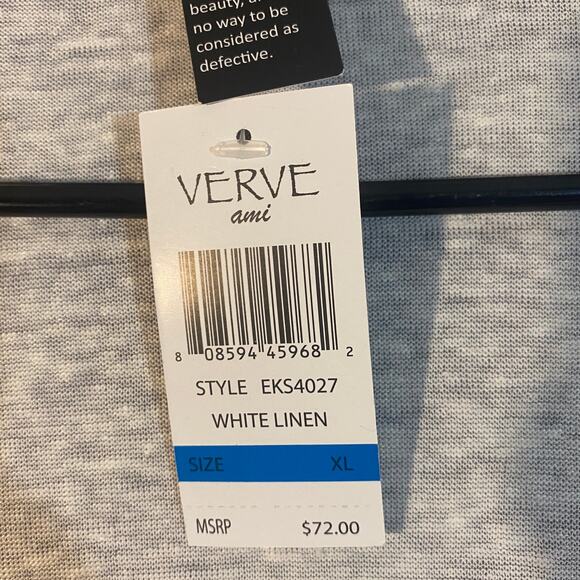 beauty, a
no way to be
considered as
defective.
VERVE
ami
8 08594 45968 2
STYLE EKS4027
WHITE LINEN
SIZE XL
MSRP $72.00